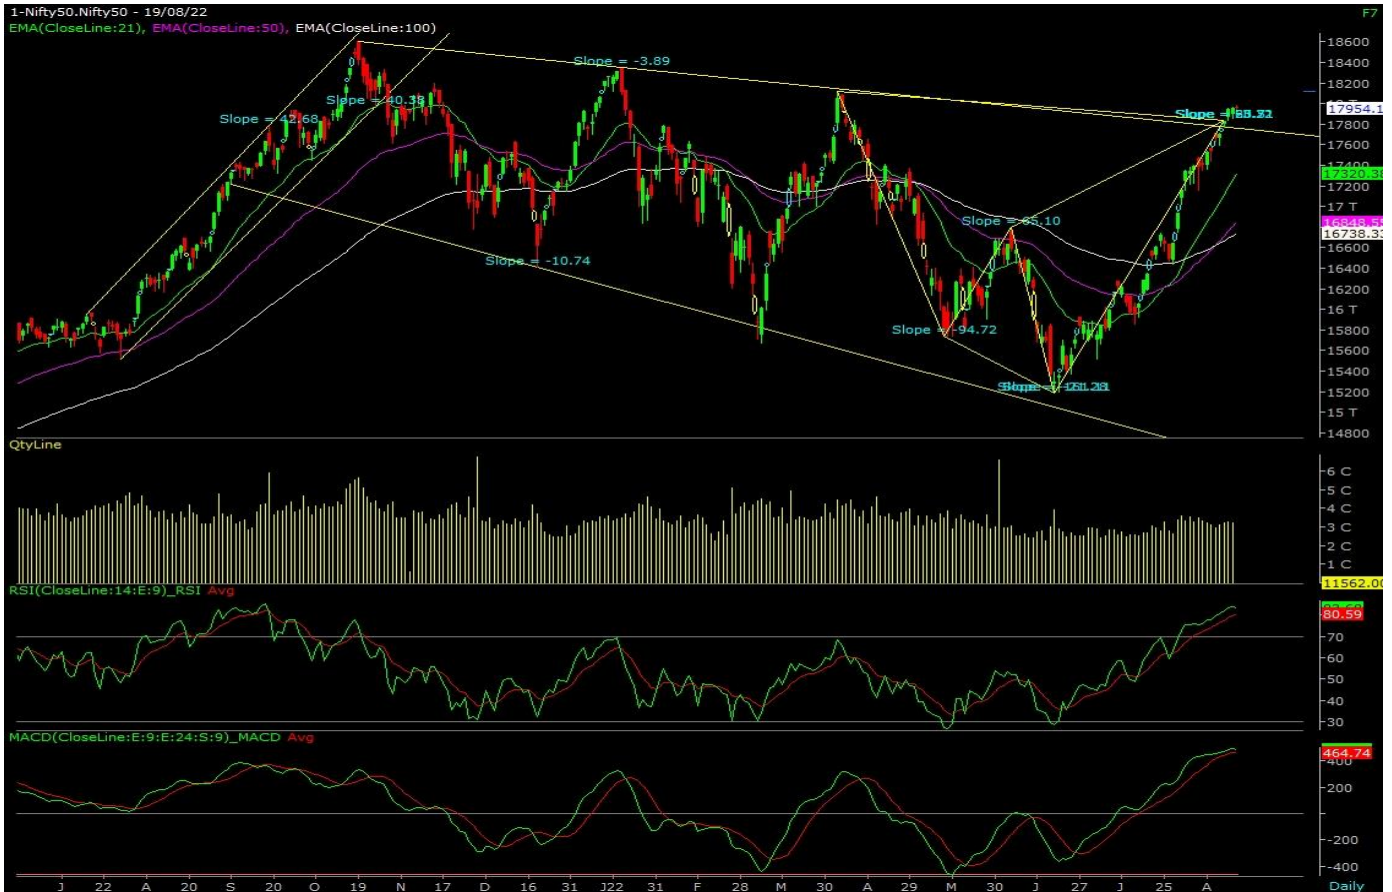 1-Nifty50.Nifty50 - 19/08/22
F7
EMA(CloseLine:21), EMA(CloseLine:50), EMA(CloseLine:100)
18600
Slope = -3.89
18400
18200
Slope = 40.38
17954.1
Slope = 42.68
Slope =
17800
17600
17400
17320.38
17200
17 T
Slope = 65.10
16848.59
16738.33
16600
Slope = -10.74
16400
16200
16 T
Slope = -94.72
15800
15600
15400
Slope =
15200
15 T
14800
QtyLine
6 C
5 C
4 C
3 C
2 C
1 C
11562.00
RSI(CloseLine:14:E:9)_RSI Avg
80.59
70
60
50
40
30
MACD(CloseLine:E:9:E:24:S:9)_MACD Avg
464.74
400
200
-200
-400
J 22 A 20 S 20 O 19 N 17 D 16 31 J22 31 F 28 M 30 A 29 M 30 J 27 J 25 A Daily